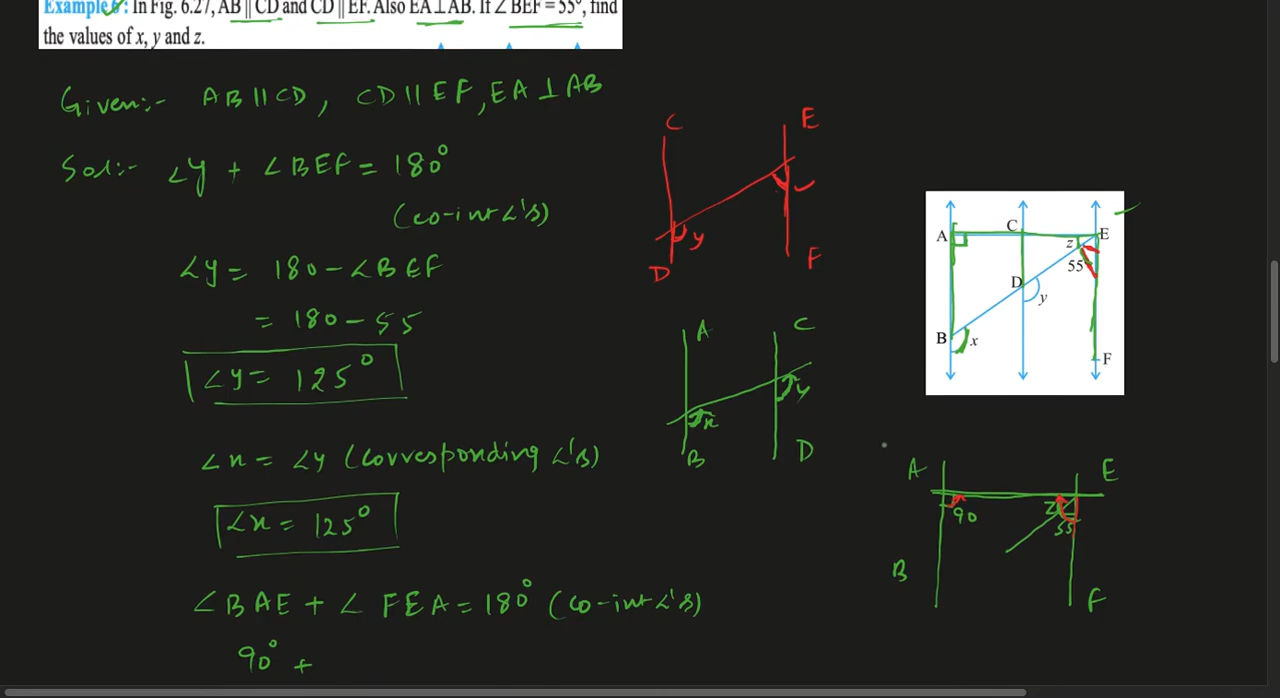 Example 6 : In Fig. 6.27, AB || CD and CD || EF. Also EA ⊥ AB. If ∠ BEF = 55°, find
the values of x, y and z.
Given:- AB || CD, CD || EF, EA ⊥ AB
Sol:- ∠y + ∠BEF = 180°
(co-int ∠'s)
∠y = 180 - ∠BEF
= 180 - 55
∠y = 125°
∠x = ∠y (corresponding ∠'s)
∠x = 125°
∠BAE + ∠FEA = 180° (co-int ∠'s)
90° +
C E
y
D F
A C
x y
B D
A C E
z
55°
D
y
B x
F
A E
90 z
55
B
F